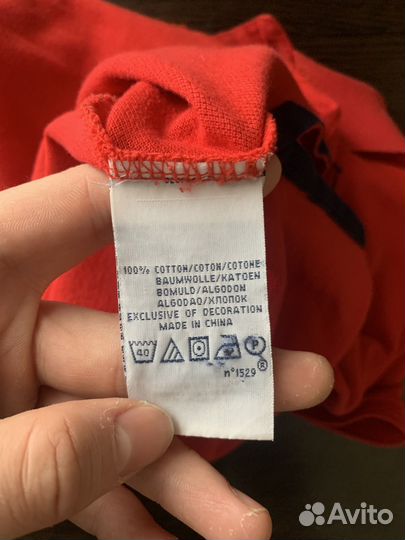 100% COTTON/COTON/COTONE
BAUMWOLLE/KATOEN
BOMULD/ALGODON
ALGODAO/ХЛОПОК
EXCLUSIVE OF DECORATION
MADE IN CHINA
40 P
n°1529 ®
Avito